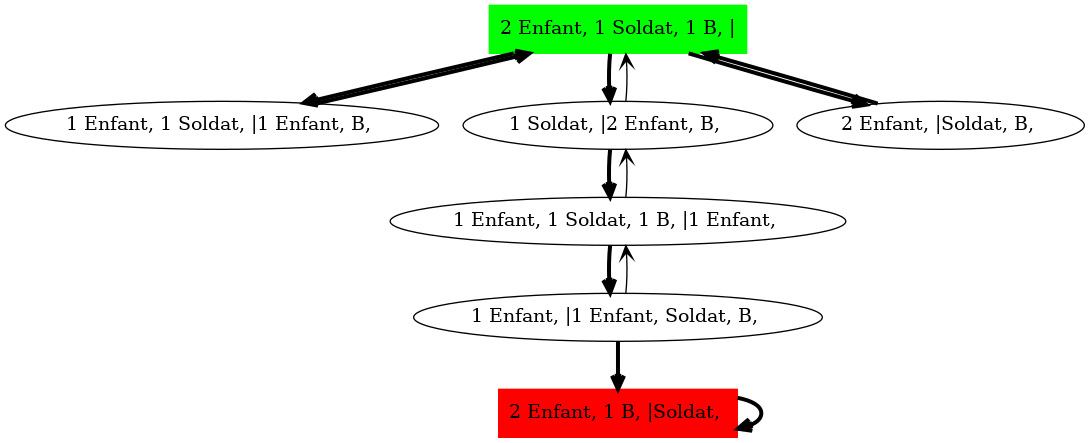 2 Enfant, 1 Soldat, 1 B, |
1 Enfant, 1 Soldat, |1 Enfant, B,
1 Soldat, |2 Enfant, B,
2 Enfant, |Soldat, B,
1 Enfant, 1 Soldat, 1 B, |1 Enfant,
1 Enfant, |1 Enfant, Soldat, B,
2 Enfant, 1 B, |Soldat,